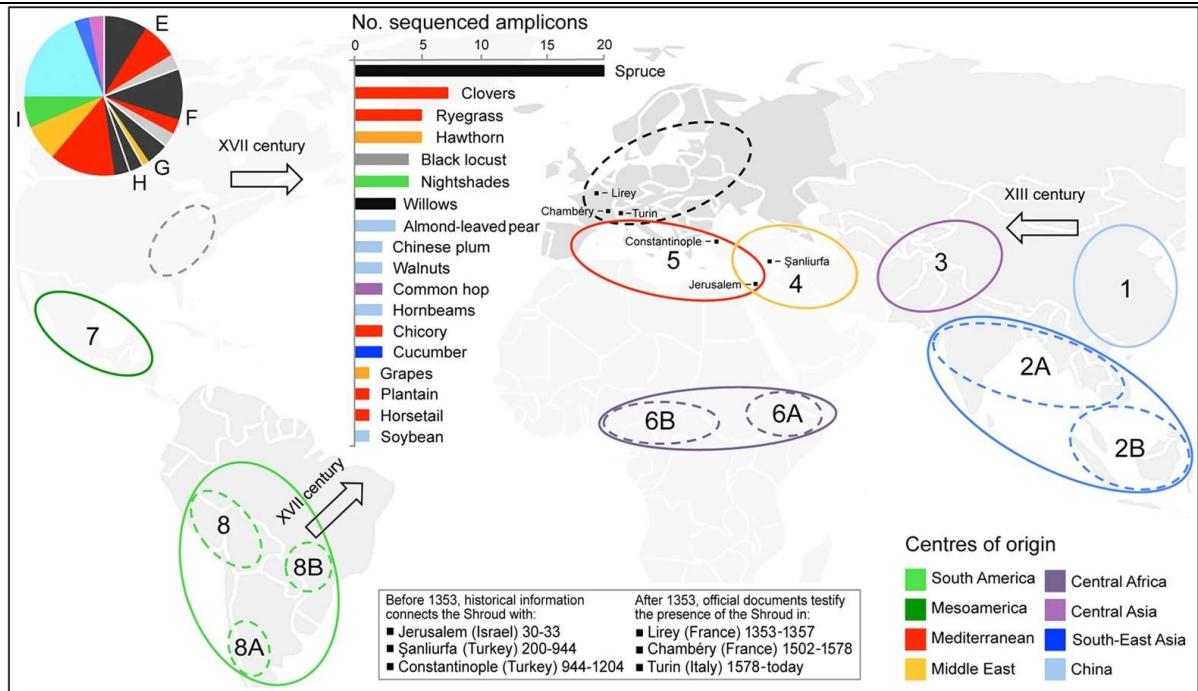 No. sequenced amplicons
0 5 10 15 20
E
F
G
H
I
XVII century
Spruce
Clovers
Ryegrass
Hawthorn
Black locust
Nightshades
Willows
Almond-leaved pear
Chinese plum
Walnuts
Common hop
Hornbeams
Chicory
Cucumber
Grapes
Plantain
Horsetail
Soybean
Lirey
Chambéry
Turin
Constantinople
Şanliurfa
Jerusalem
XIII century
5
4
3
1
2A
2B
6B
6A
7
8
8B
8A
XVII century
Before 1353, historical information
connects the Shroud with:
Jerusalem (Israel) 30-33
Şanliurfa (Turkey) 200-944
Constantinople (Turkey) 944-1204
After 1353, official documents testify
the presence of the Shroud in:
Lirey (France) 1353-1357
Chambéry (France) 1502-1578
Turin (Italy) 1578-today
Centres of origin
South America
Mesoamerica
Mediterranean
Middle East
Central Africa
Central Asia
South-East Asia
China